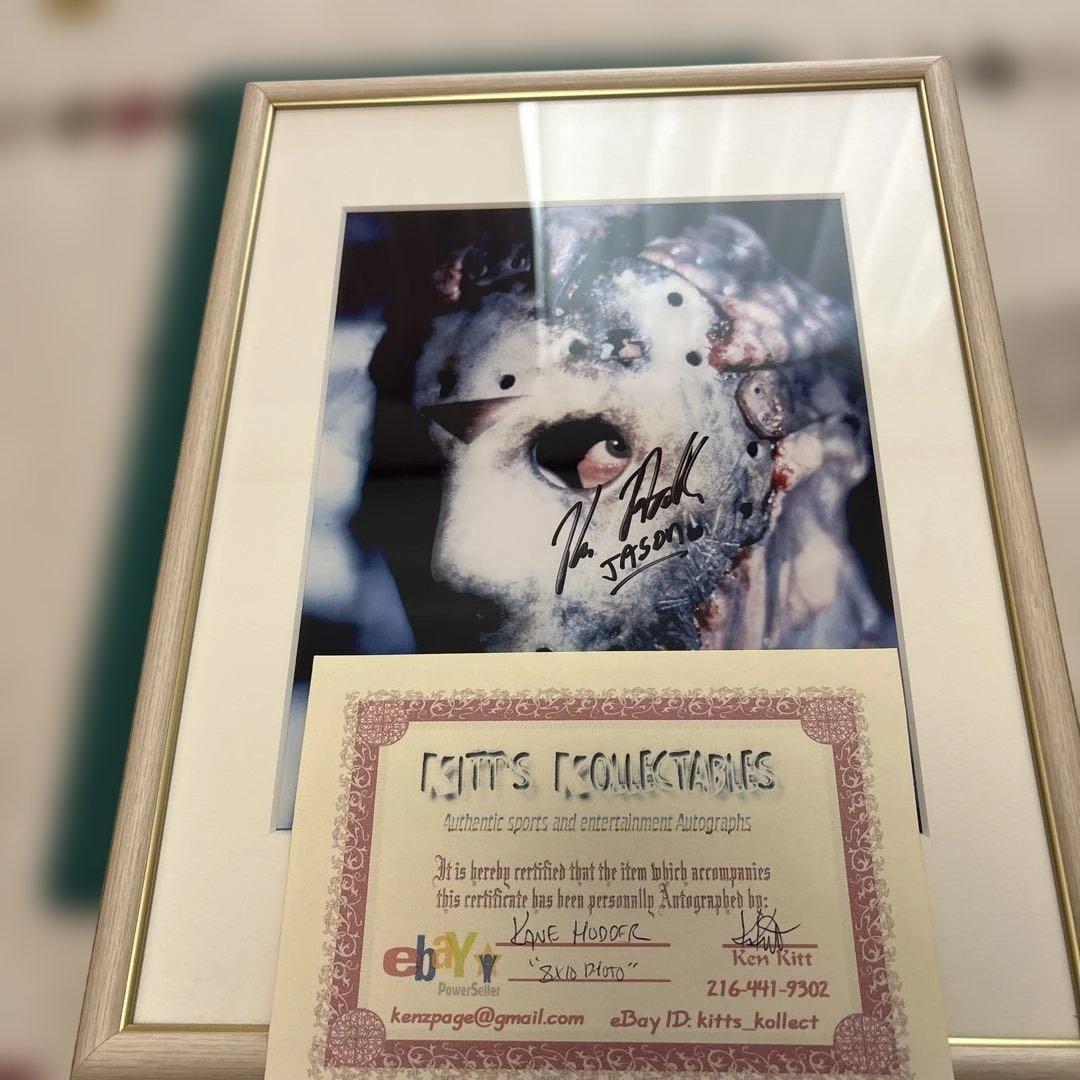 JASON
KITT'S KOLLECTABLES
Authentic sports and entertainment Autographs
It is hereby certified that the item which accompanies
this certificate has been personally Autographed by:
KANE HODDER
ebay
"8X10 PHOTO"
Ken Kitt
PowerSeller
216-441-9302
kenzpage@gmail.com eBay ID: kitts_kollect